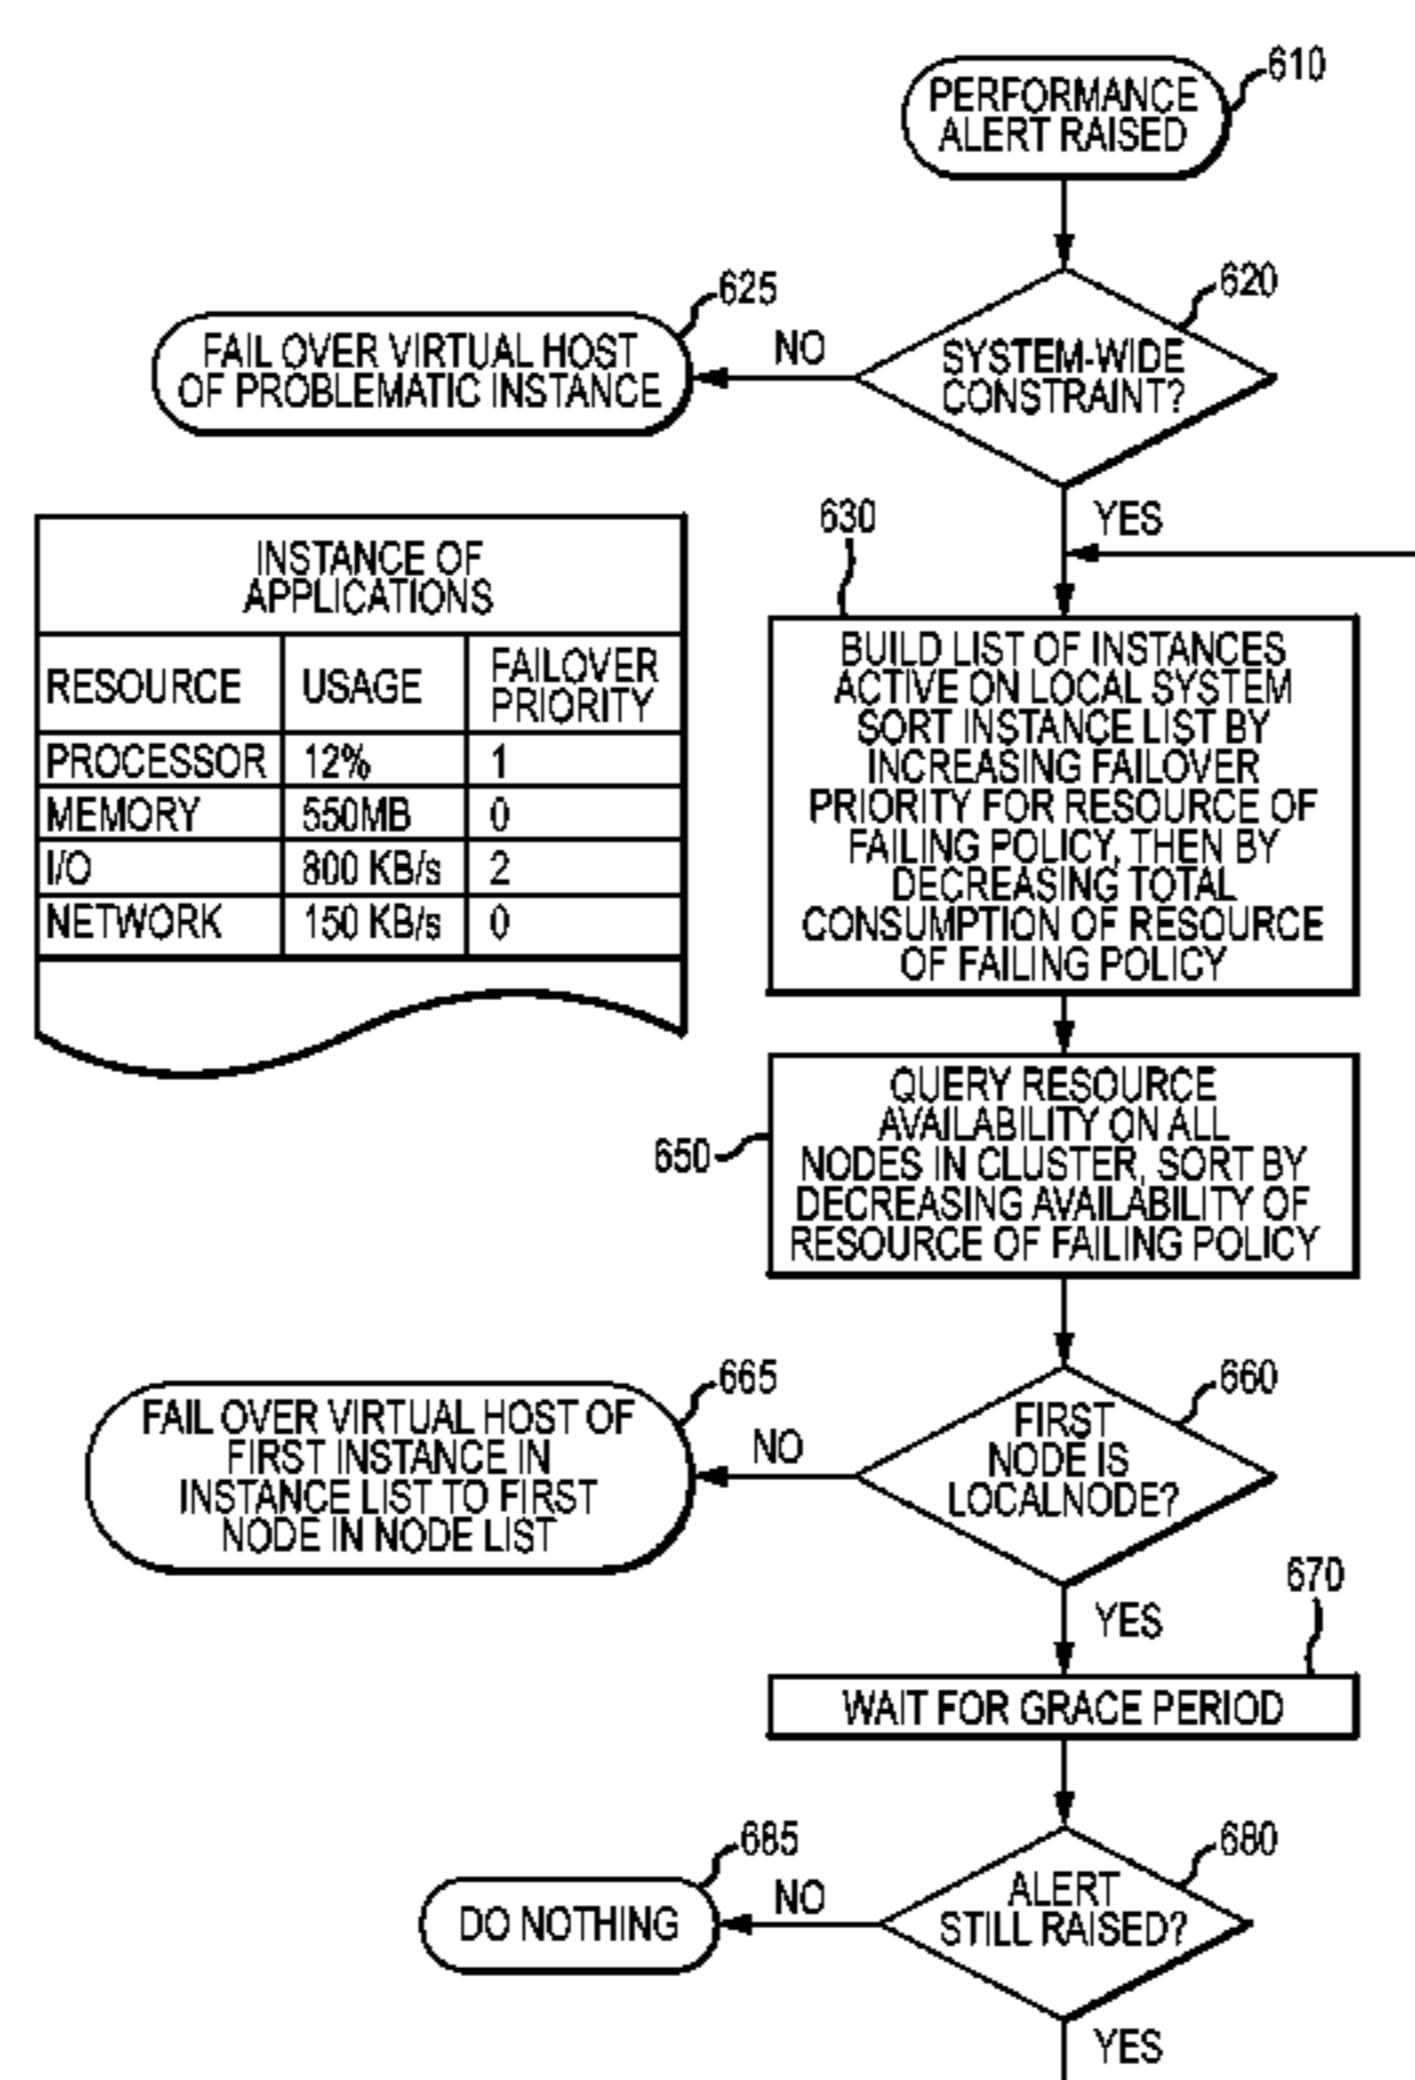 610
PERFORMANCE
ALERT RAISED
620
SYSTEM-WIDE
CONSTRAINT?
NO
625
FAIL OVER VIRTUAL HOST
OF PROBLEMATIC INSTANCE
YES
INSTANCE OF
APPLICATIONS
RESOURCE USAGE FAILOVER PRIORITY
PROCESSOR 12% 1
MEMORY 550MB 0
I/O 800 KB/s 2
NETWORK 150 KB/s 0
630
BUILD LIST OF INSTANCES
ACTIVE ON LOCAL SYSTEM
SORT INSTANCE LIST BY
INCREASING FAILOVER
PRIORITY FOR RESOURCE OF
FAILING POLICY, THEN BY
DECREASING TOTAL
CONSUMPTION OF RESOURCE
OF FAILING POLICY
650
QUERY RESOURCE
AVAILABILITY ON ALL
NODES IN CLUSTER, SORT BY
DECREASING AVAILABILITY OF
RESOURCE OF FAILING POLICY
660
FIRST
NODE IS
LOCALNODE?
NO
665
FAIL OVER VIRTUAL HOST OF
FIRST INSTANCE IN
INSTANCE LIST TO FIRST
NODE IN NODE LIST
YES
670
WAIT FOR GRACE PERIOD
680
ALERT
STILL RAISED?
NO
685
DO NOTHING
YES